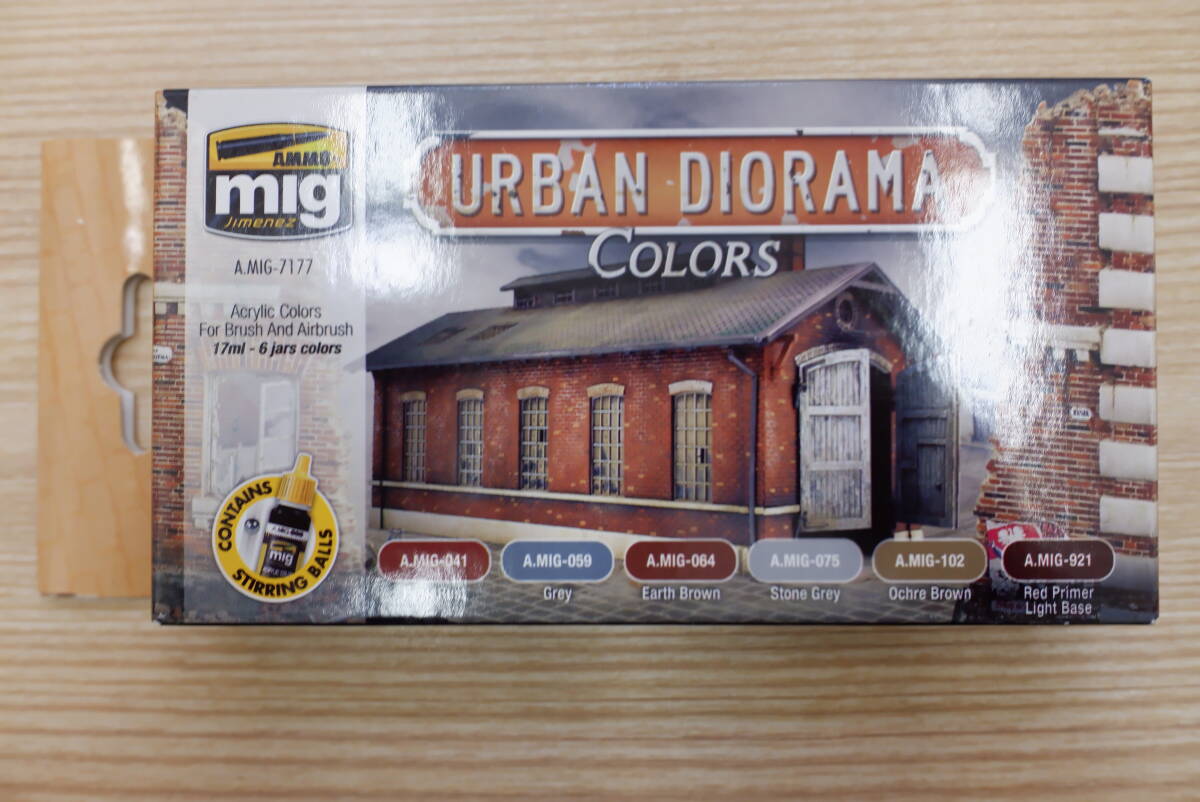 AMMO
mig
Jimenez
A.MIG-7177
Acrylic Colors
For Brush And Airbrush
17ml - 6 jars colors
URBAN DIORAMA
COLORS
CONTAINS
STIRRING BALLS
mig
A.MIG-041
A.MIG-059
Grey
A.MIG-064
Earth Brown
A.MIG-075
Stone Grey
A.MIG-102
Ochre Brown
A.MIG-921
Red Primer
Light Base